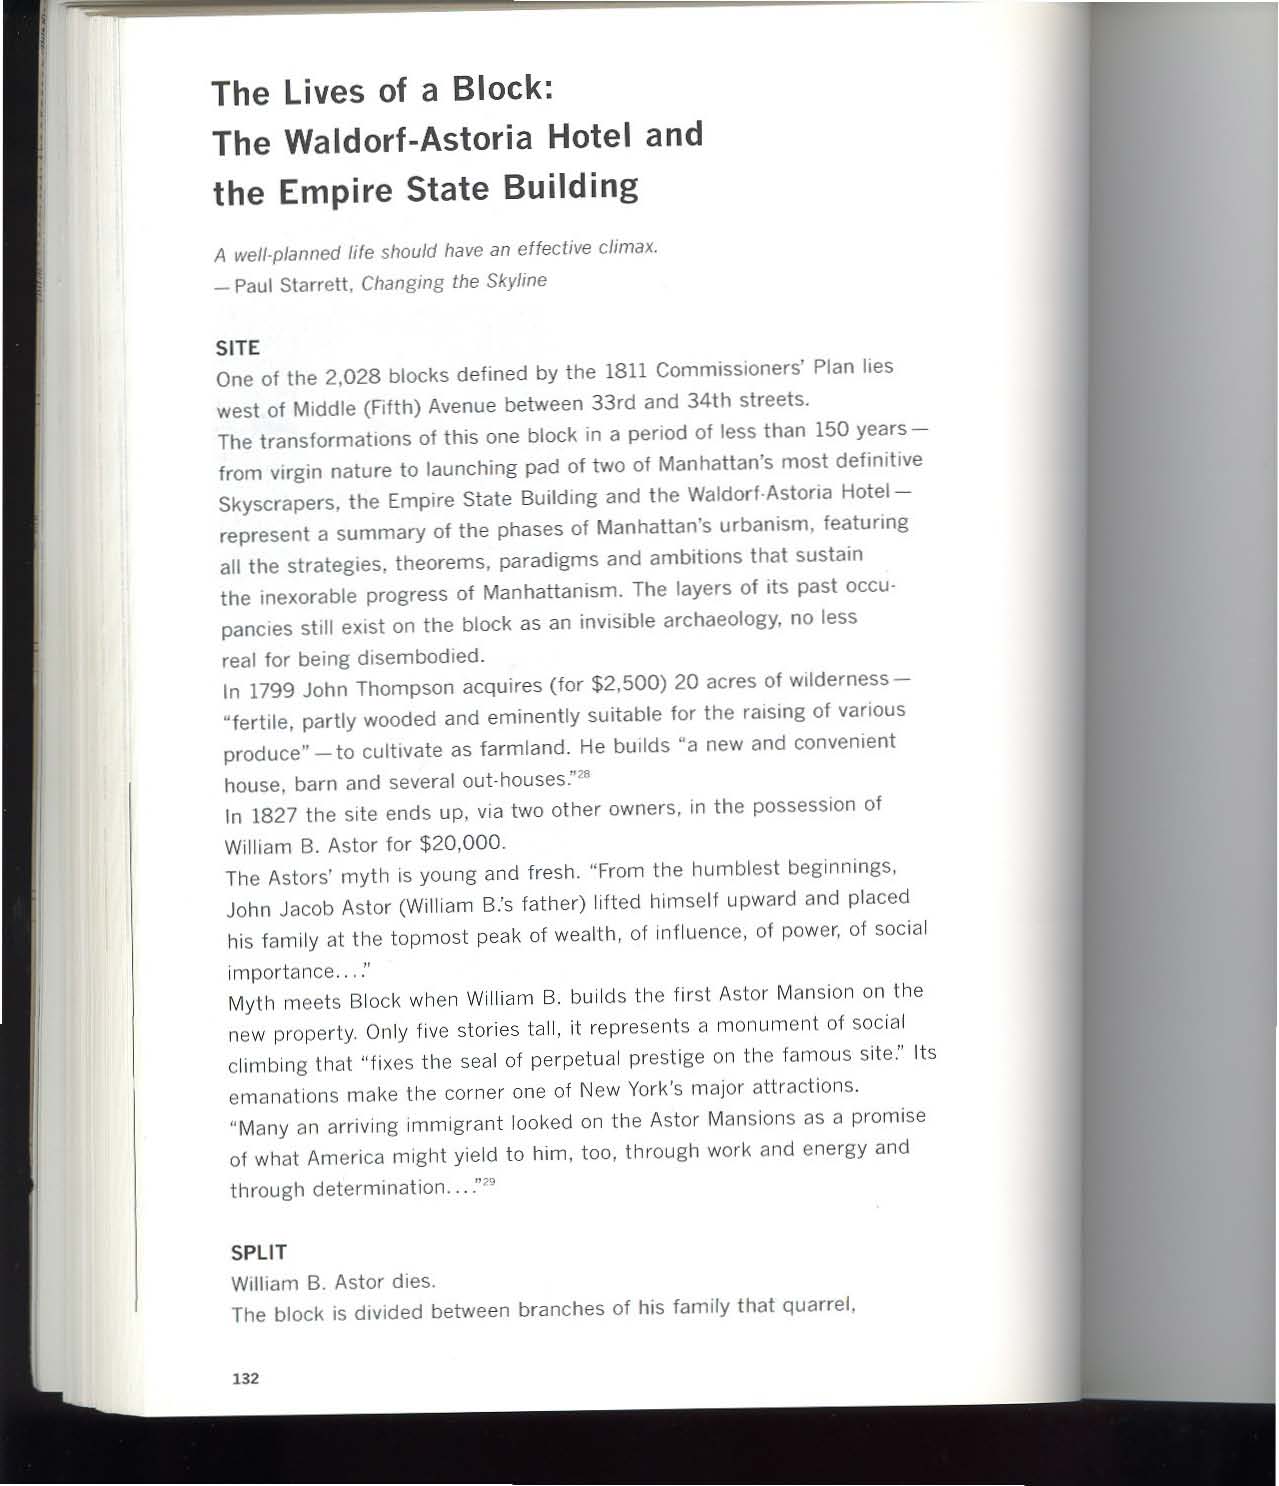 The Lives of a Block:
The Waldorf-Astoria Hotel and
the Empire State Building
A well-planned life should have an effective climax.
— Paul Starrett, Changing the Skyline
SITE
One of the 2,028 blocks defined by the 1811 Commissioners' Plan lies
west of Middle (Fifth) Avenue between 33rd and 34th streets.
The transformations of this one block in a period of less than 150 years—
from virgin nature to launching pad of two of Manhattan's most definitive
Skyscrapers, the Empire State Building and the Waldorf-Astoria Hotel—
represent a summary of the phases of Manhattan's urbanism, featuring
all the strategies, theorems, paradigms and ambitions that sustain
the inexorable progress of Manhattanism. The layers of its past occu-
pancies still exist on the block as an invisible archaeology, no less
real for being disembodied.
In 1799 John Thompson acquires (for $2,500) 20 acres of wilderness—
“fertile, partly wooded and eminently suitable for the raising of various
produce”—to cultivate as farmland. He builds “a new and convenient
house, barn and several out-houses.”28
In 1827 the site ends up, via two other owners, in the possession of
William B. Astor for $20,000.
The Astors' myth is young and fresh. “From the humblest beginnings,
John Jacob Astor (William B.'s father) lifted himself upward and placed
his family at the topmost peak of wealth, of influence, of power, of social
importance....”
Myth meets Block when William B. builds the first Astor Mansion on the
new property. Only five stories tall, it represents a monument of social
climbing that “fixes the seal of perpetual prestige on the famous site.” Its
emanations make the corner one of New York's major attractions.
“Many an arriving immigrant looked on the Astor Mansions as a promise
of what America might yield to him, too, through work and energy and
through determination....”29
SPLIT
William B. Astor dies.
The block is divided between branches of his family that quarrel,
132